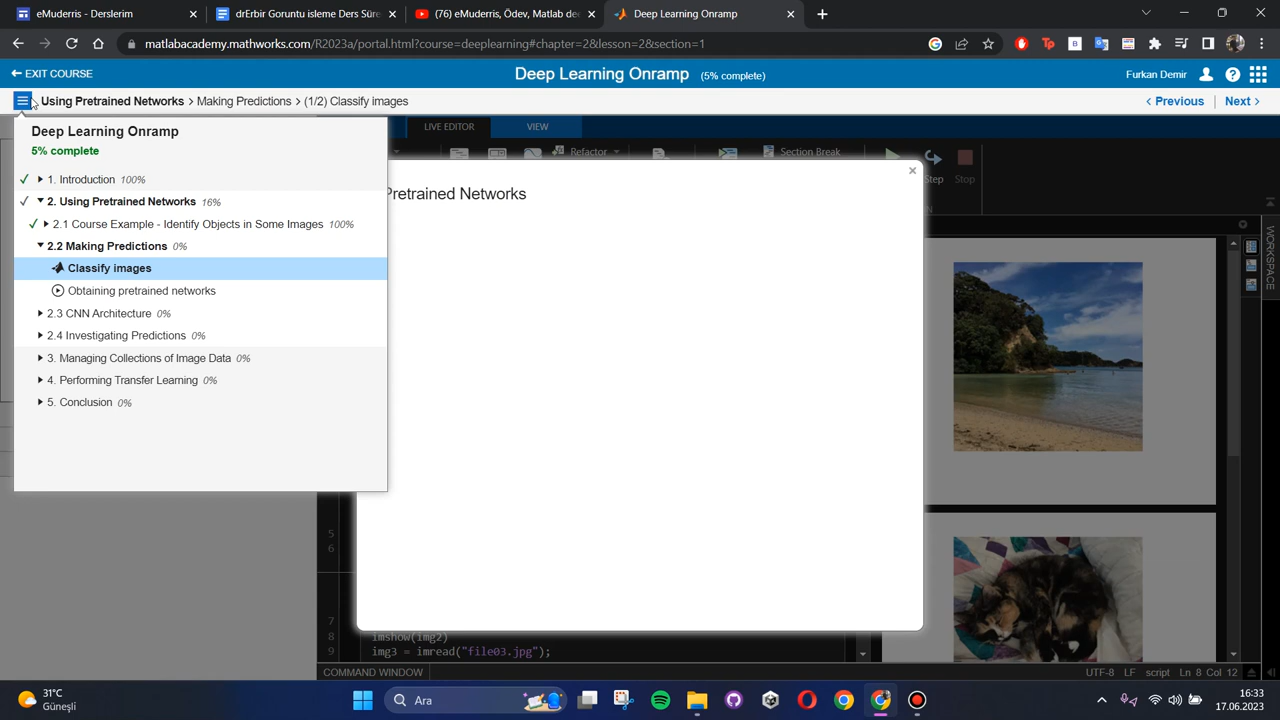 eMuderris - Derslerim
drErbir Goruntu isleme Ders Süre
(76) eMuderris, Ödev, Matlab de
Deep Learning Onramp
matlabacademy.mathworks.com/R2023a/portal.html?course=deeplearning#chapter=2&lesson=2&section=1
EXIT COURSE
Deep Learning Onramp (5% complete)
Furkan Demir
Using Pretrained Networks > Making Predictions > (1/2) Classify images
Previous
Next
Deep Learning Onramp
5% complete
1. Introduction 100%
2. Using Pretrained Networks 16%
2.1 Course Example - Identify Objects in Some Images 100%
2.2 Making Predictions 0%
Classify images
Obtaining pretrained networks
2.3 CNN Architecture 0%
2.4 Investigating Predictions 0%
3. Managing Collections of Image Data 0%
4. Performing Transfer Learning 0%
5. Conclusion 0%
LIVE EDITOR
VIEW
Refactor
Section Break
Step
Stop
Pretrained Networks
WORKSPACE
5
6
7
8 imshow(img2)
9 img3 = imread("file03.jpg");
COMMAND WINDOW
UTF-8 LF script Ln 8 Col 12
31°C
Güneşli
Ara
16:33
17.06.2023